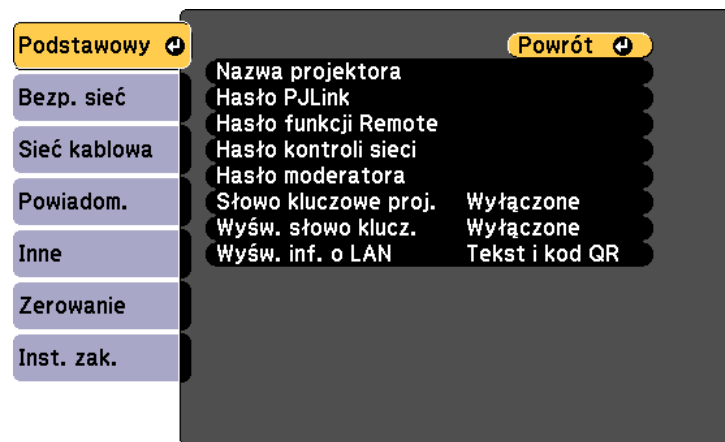 Podstawowy
Bezp. sieć
Sieć kablowa
Powiadom.
Inne
Zerowanie
Inst. zak.
Powrót
Nazwa projektora
Hasło PJLink
Hasło funkcji Remote
Hasło kontroli sieci
Hasło moderatora
Słowo kluczowe proj. Wyłączone
Wyśw. słowo klucz. Wyłączone
Wyśw. inf. o LAN Tekst i kod QR